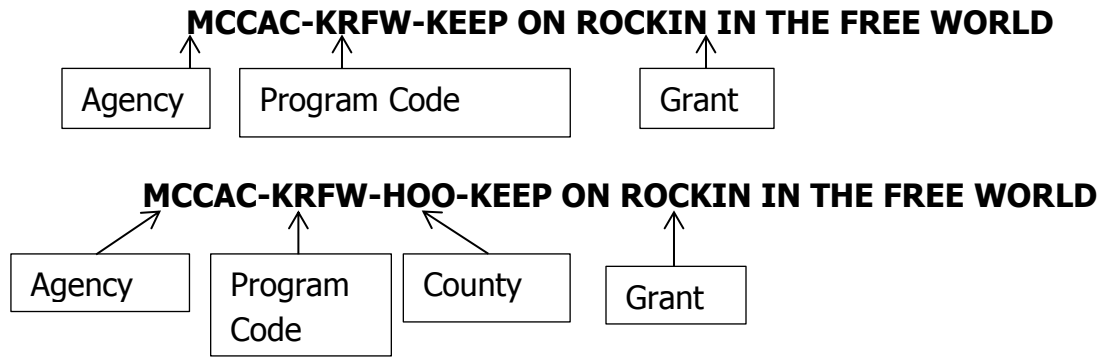 MCCAC-KRFW-KEEP ON ROCKIN IN THE FREE WORLD
Agency
Program Code
Grant
MCCAC-KRFW-HOO-KEEP ON ROCKIN IN THE FREE WORLD
Agency
Program
Code
County
Grant